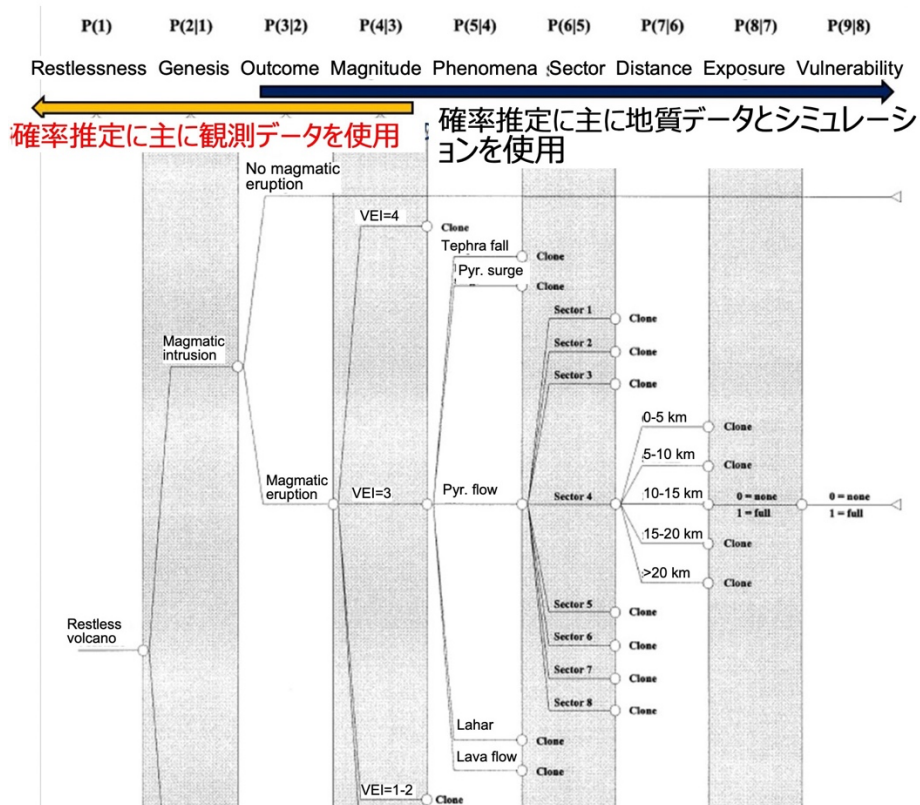 P(1) P(2|1) P(3|2) P(4|3) P(5|4) P(6|5) P(7|6) P(8|7) P(9|8)
Restlessness Genesis Outcome Magnitude Phenomena Sector Distance Exposure Vulnerability
確率推定に主に観測データを使用
確率推定に主に地質データとシミュレーシ
ョンを使用
No magmatic
eruption
VEI=4
Clone
Tephra fall
Clone
Pyr. surge
Clone
Sector 1
Clone
Magmatic
intrusion
Sector 2
Clone
Sector 3
Clone
0-5 km
Clone
5-10 km
Clone
Magmatic
eruption
VEI=3
Pyr. flow
Sector 4
10-15 km
0 = none
1 = full
0 = none
1 = full
15-20 km
Clone
>20 km
Clone
Restless
volcano
Sector 5
Clone
Sector 6
Clone
Sector 7
Clone
Sector 8
Clone
Lahar
Clone
Lava flow
Clone
VEI=1-2
Clone